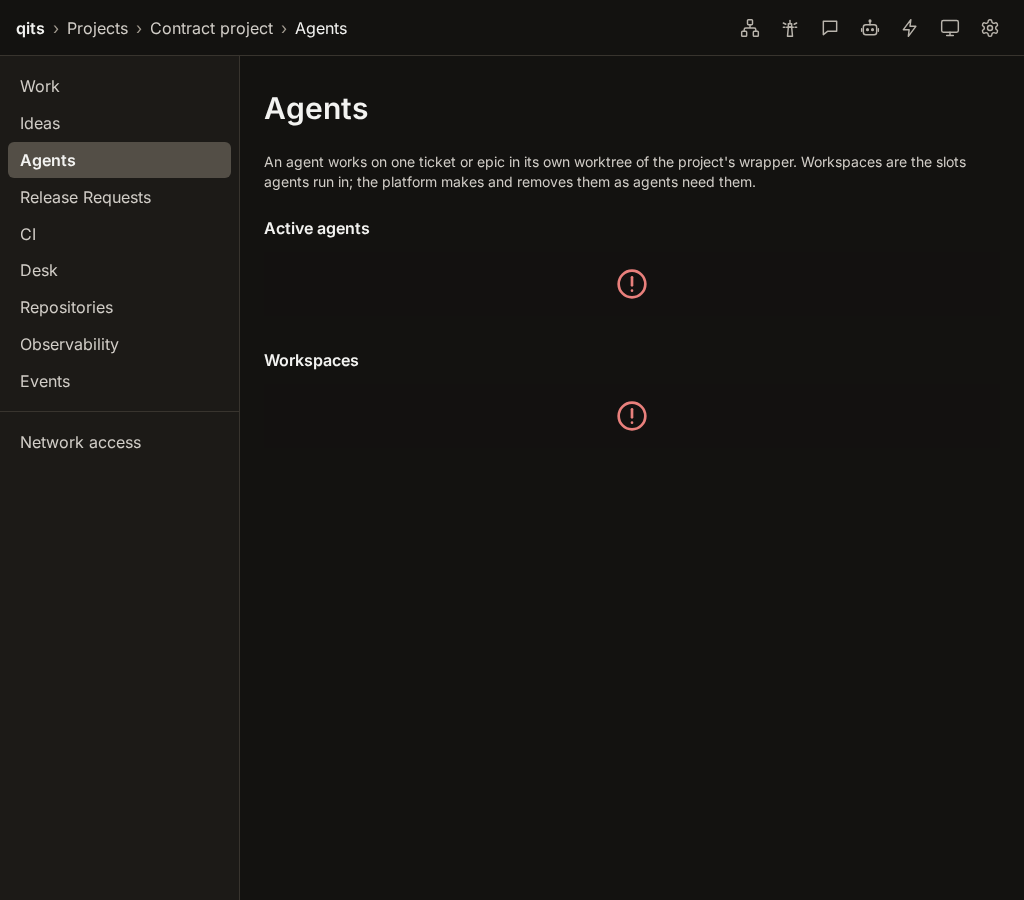 qits › Projects › Contract project › Agents
Work
Ideas
Agents
Release Requests
CI
Desk
Repositories
Observability
Events
Network access
Agents
An agent works on one ticket or epic in its own worktree of the project's wrapper. Workspaces are the slots
agents run in; the platform makes and removes them as agents need them.
Active agents
Workspaces